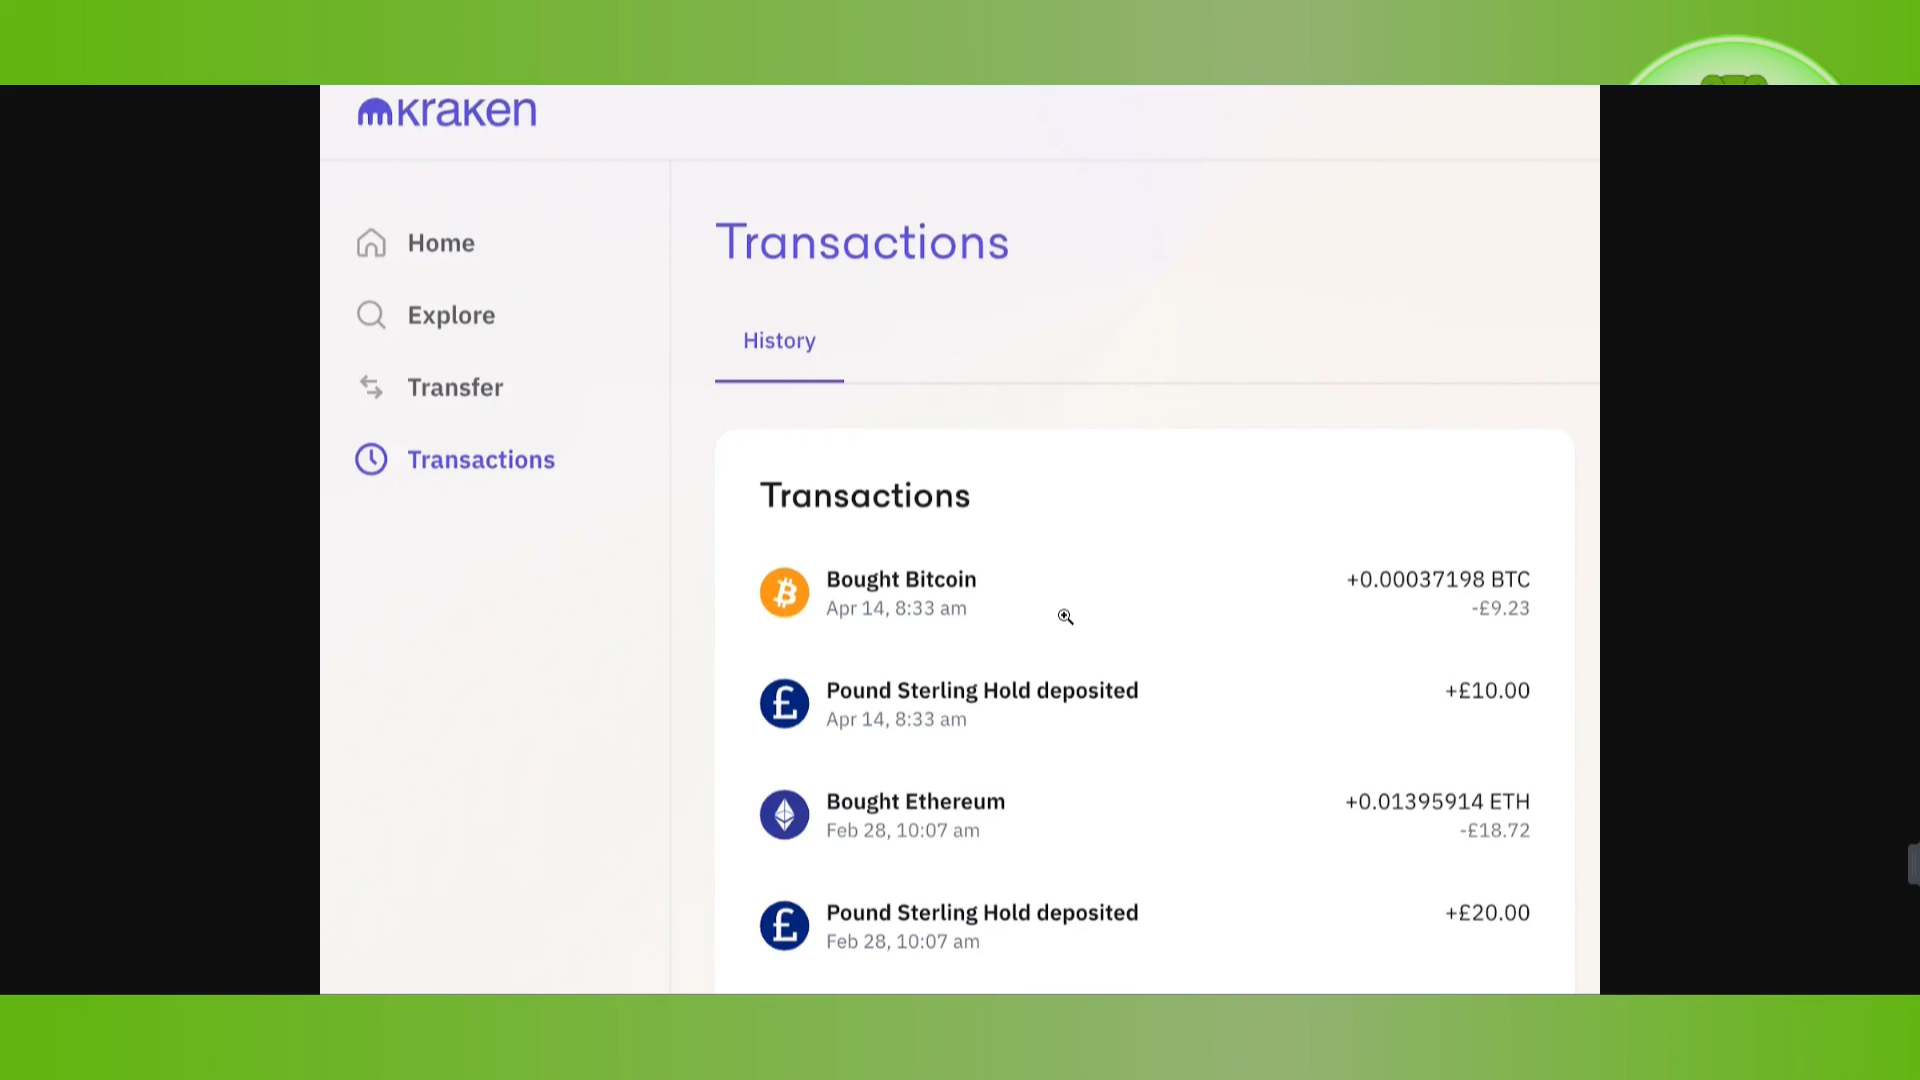 kraken
Home
Explore
Transfer
Transactions
Transactions
History
Transactions
Bought Bitcoin
+0.00037198 BTC
Apr 14, 8:33 am
-£9.23
Pound Sterling Hold deposited
+£10.00
Apr 14, 8:33 am
Bought Ethereum
+0.01395914 ETH
Feb 28, 10:07 am
-£18.72
Pound Sterling Hold deposited
+£20.00
Feb 28, 10:07 am